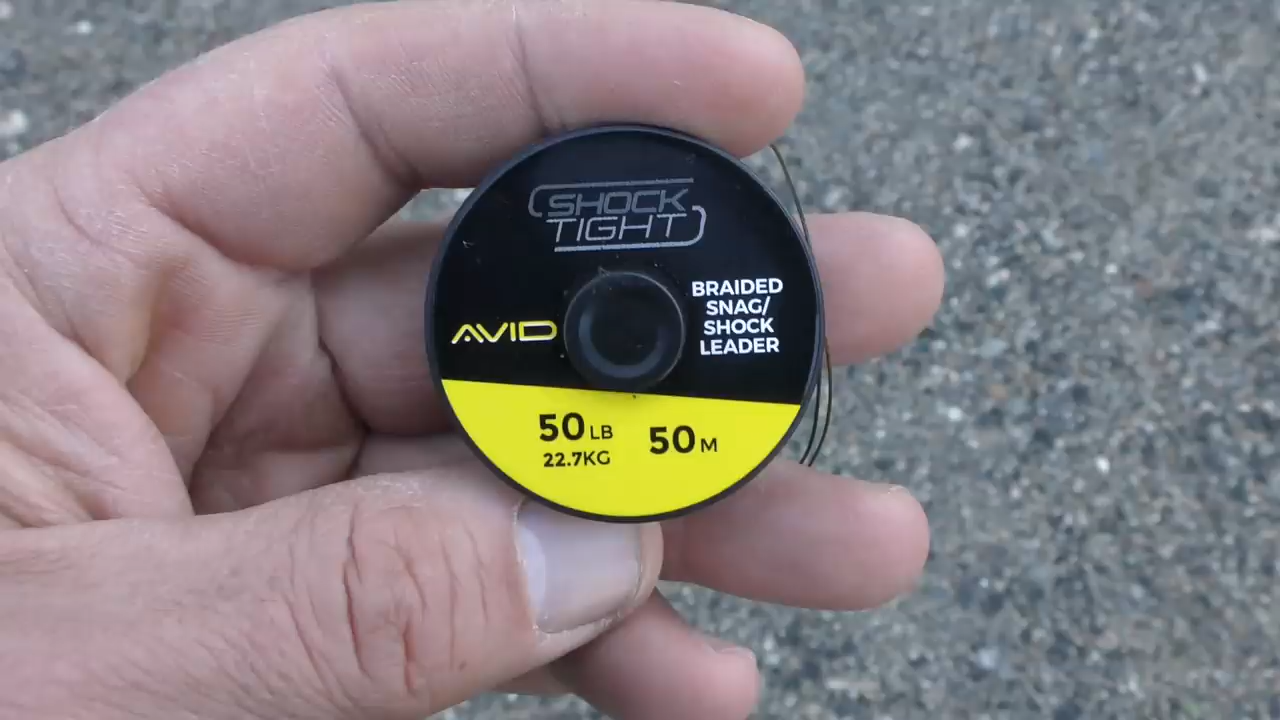 SHOCK
TIGHT
AVID
BRAIDED
SNAG/
SHOCK
LEADER
50LB
22.7KG
50M